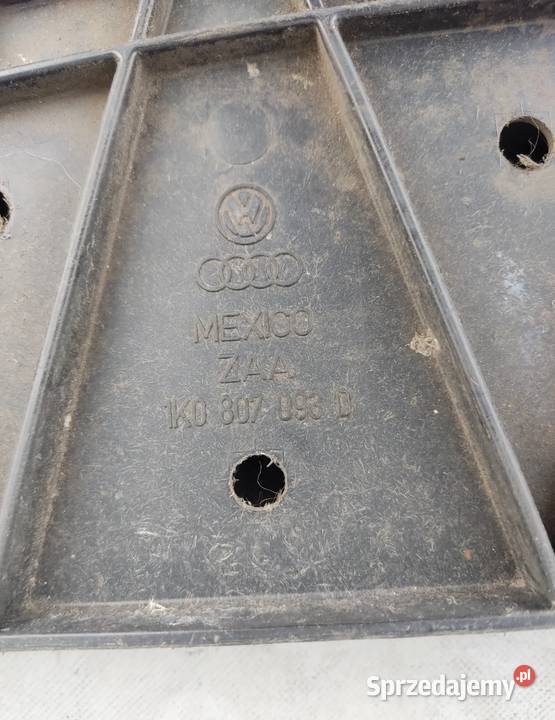 MEXICO
ZAA.
1K0 807 093 D
Sprzedajemy.pl